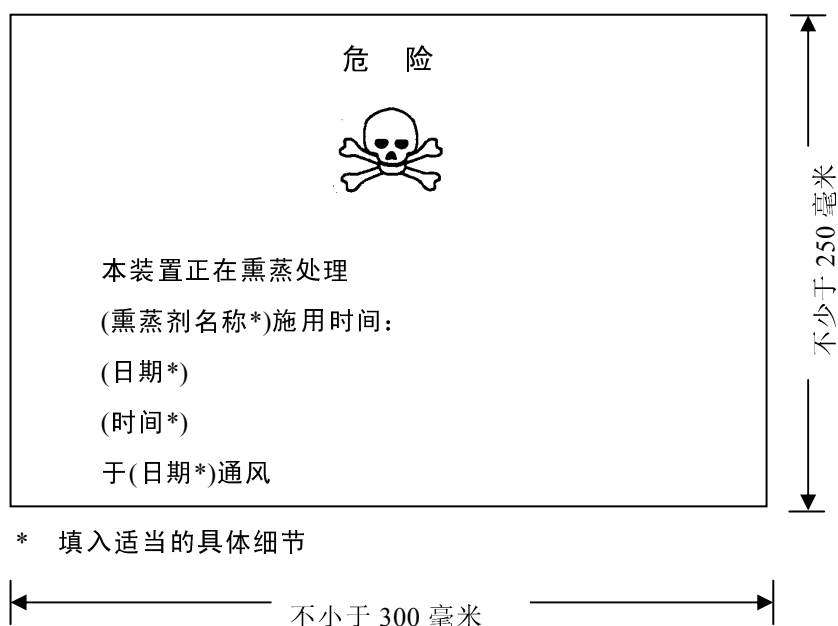 危 险
本装置正在熏蒸处理
(熏蒸剂名称*)施用时间：
(日期*)
(时间*)
于(日期*)通风
* 填入适当的具体细节
不少于 250 毫米
不小于 300 毫米